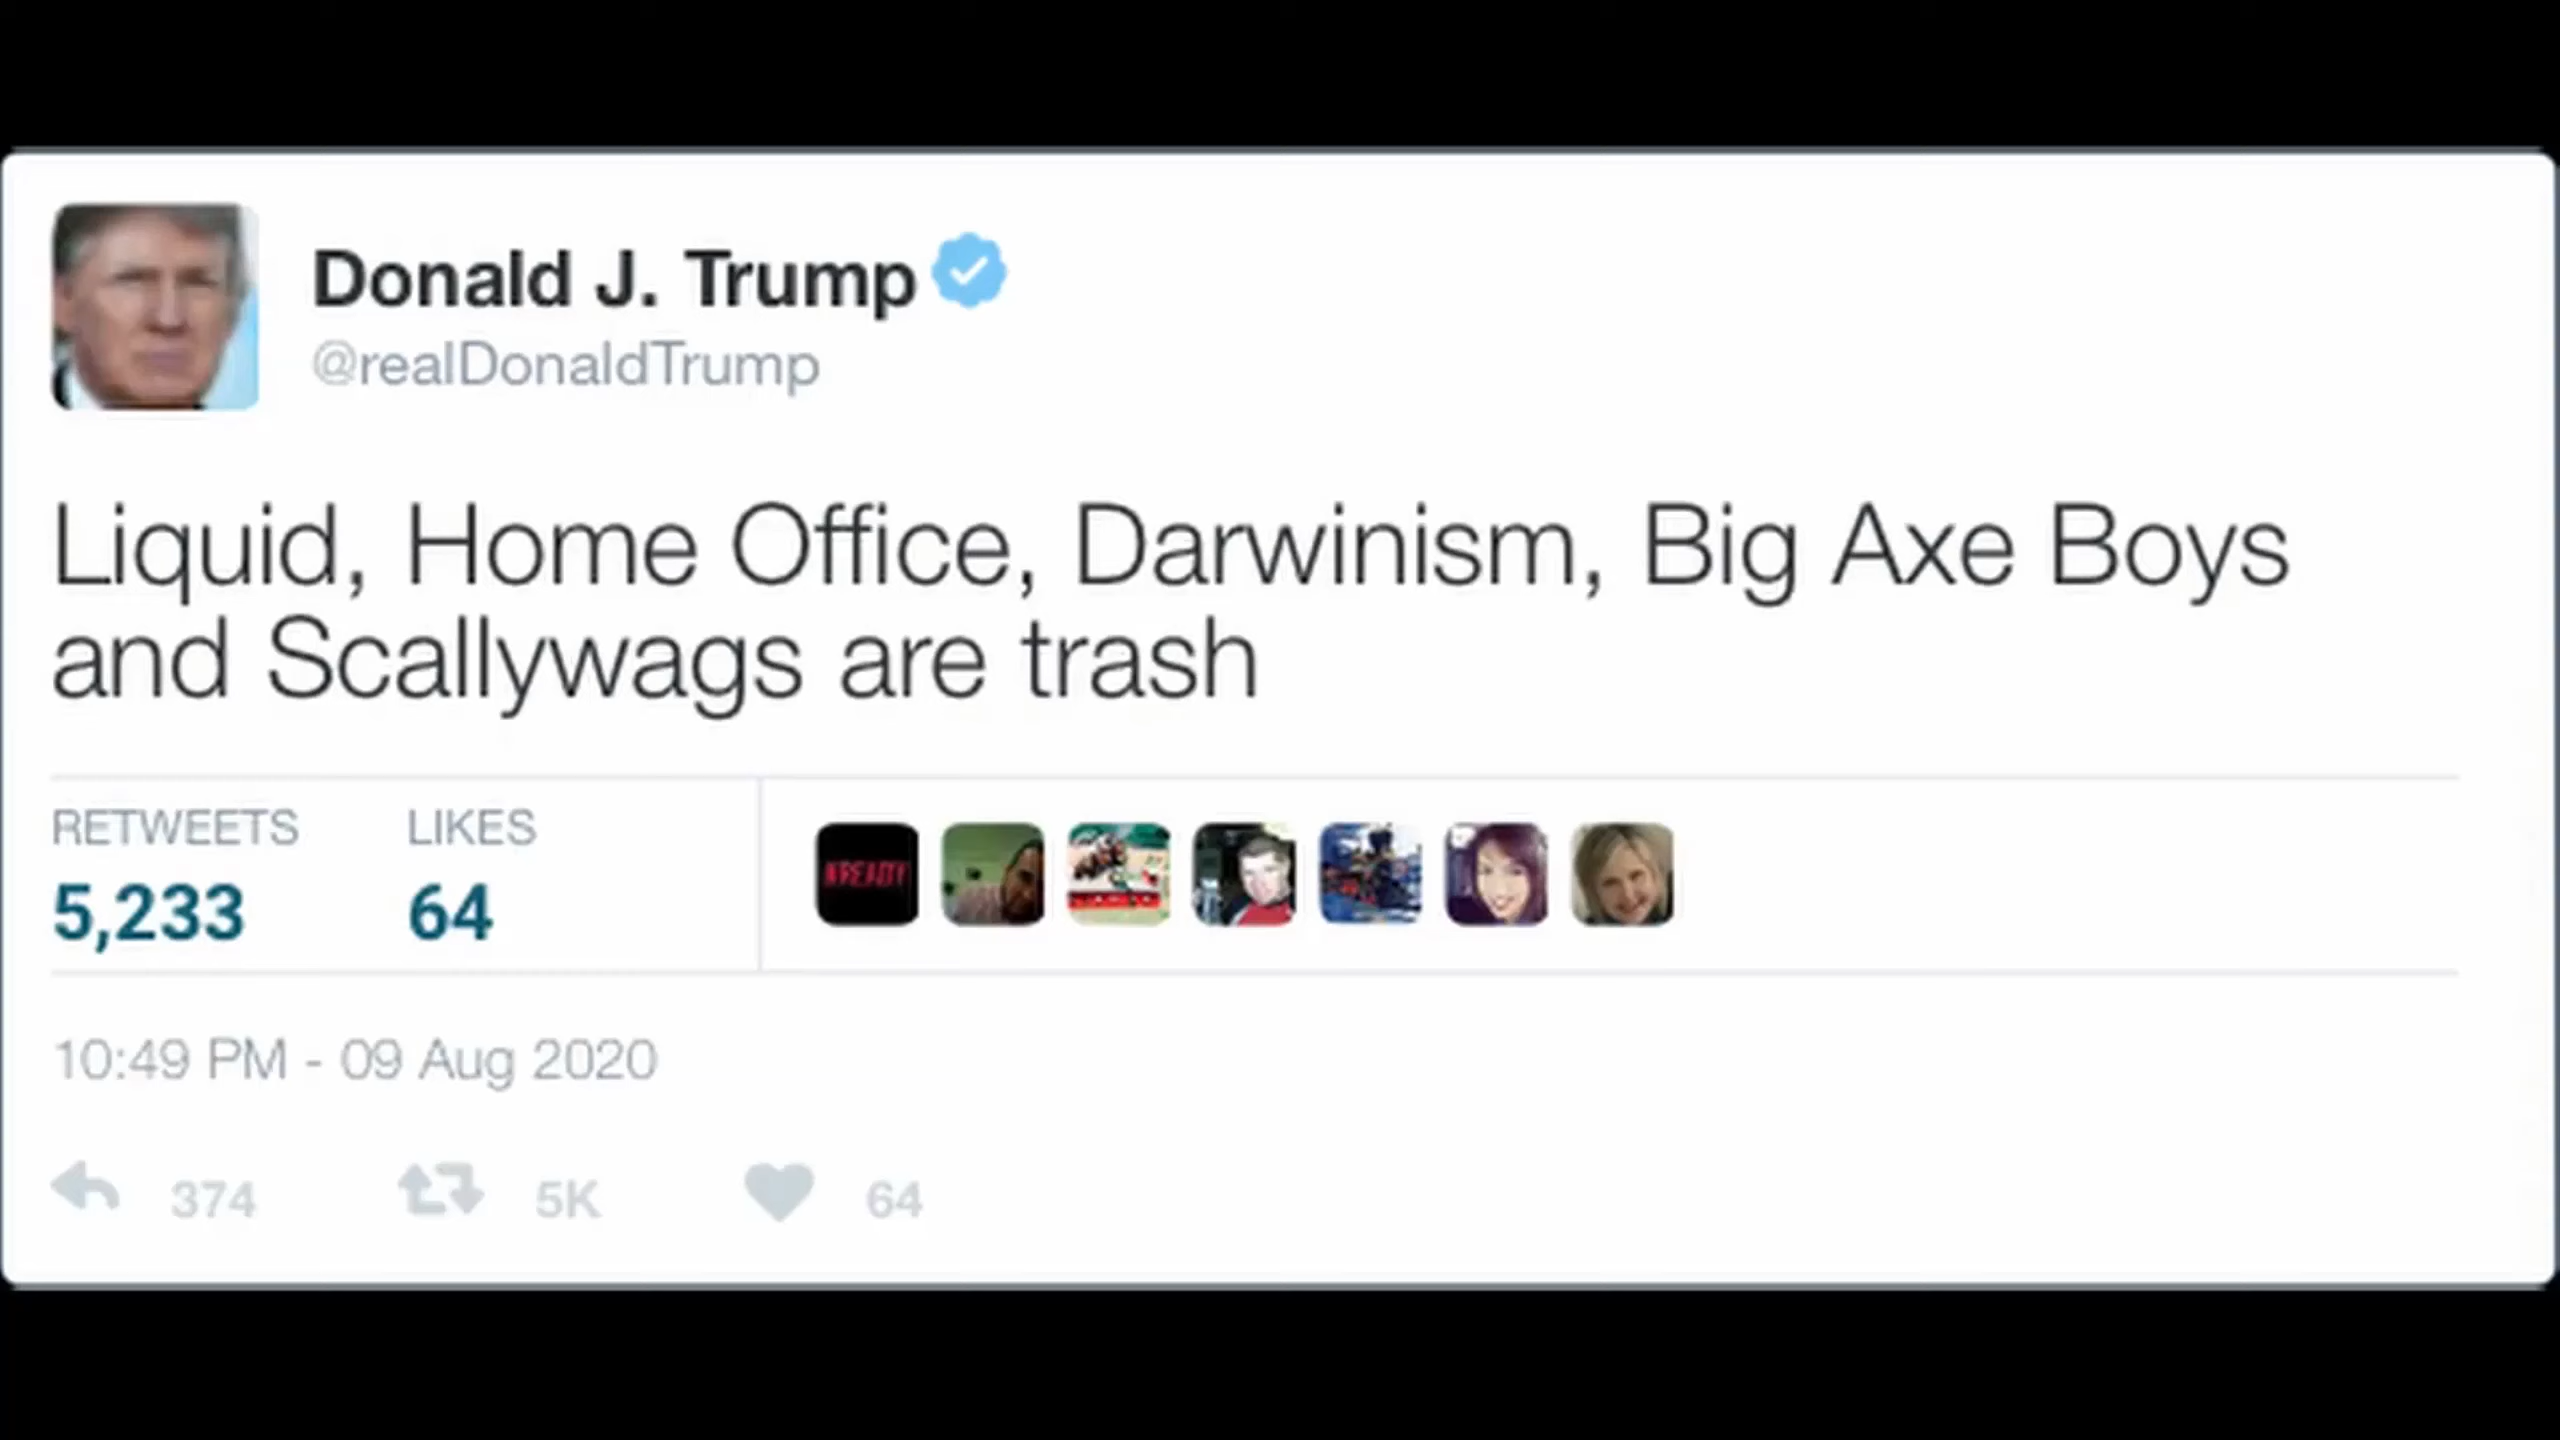 Donald J. Trump
@realDonaldTrump
Liquid, Home Office, Darwinism, Big Axe Boys
and Scallywags are trash
RETWEETS LIKES
5,233 64
10:49 PM - 09 Aug 2020
374 5K 64